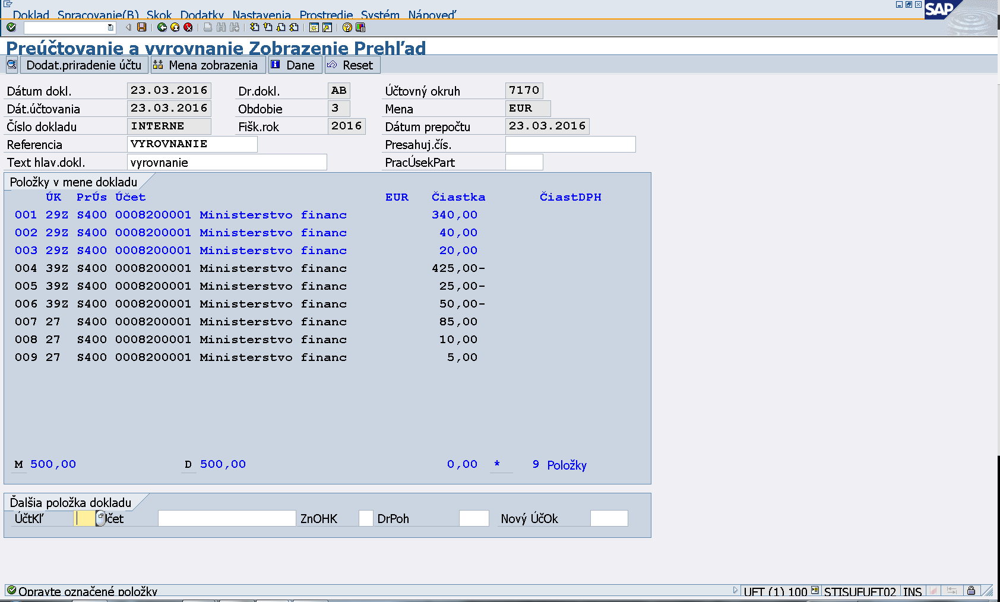 Doklad Spracovanie(B) Skok Dodatky Nastavenia Prostredie Systém Nápoveď
SAP
Preúčtovanie a vyrovnanie Zobrazenie Prehľad
Dodat.priradenie účtu Mena zobrazenia Dane Reset
Dátum dokl. 23.03.2016 Dr.dokl. AB Účtovný okruh 7170
Dát.účtovania 23.03.2016 Obdobie 3 Mena EUR
Číslo dokladu INTERNE Fišk.rok 2016 Dátum prepočtu 23.03.2016
Referencia VYROVNANIE Presahuj.čís.
Text hlav.dokl. vyrovnanie PracÚsekPart
Položky v mene dokladu
ÚK PrÚs Účet EUR Čiastka ČiastDPH
001 29Z S400 0008200001 Ministerstvo financ 340,00
002 29Z S400 0008200001 Ministerstvo financ 40,00
003 29Z S400 0008200001 Ministerstvo financ 20,00
004 39Z S400 0008200001 Ministerstvo financ 425,00-
005 39Z S400 0008200001 Ministerstvo financ 25,00-
006 39Z S400 0008200001 Ministerstvo financ 50,00-
007 27 S400 0008200001 Ministerstvo financ 85,00
008 27 S400 0008200001 Ministerstvo financ 10,00
009 27 S400 0008200001 Ministerstvo financ 5,00
M 500,00 D 500,00 0,00 * 9 Položky
Ďalšia položka dokladu
ÚčtKľ Účet ZnOHK DrPoh Nový ÚčOk
Opravte označené položky UFT (1) 100 STISUFUFT02 INS